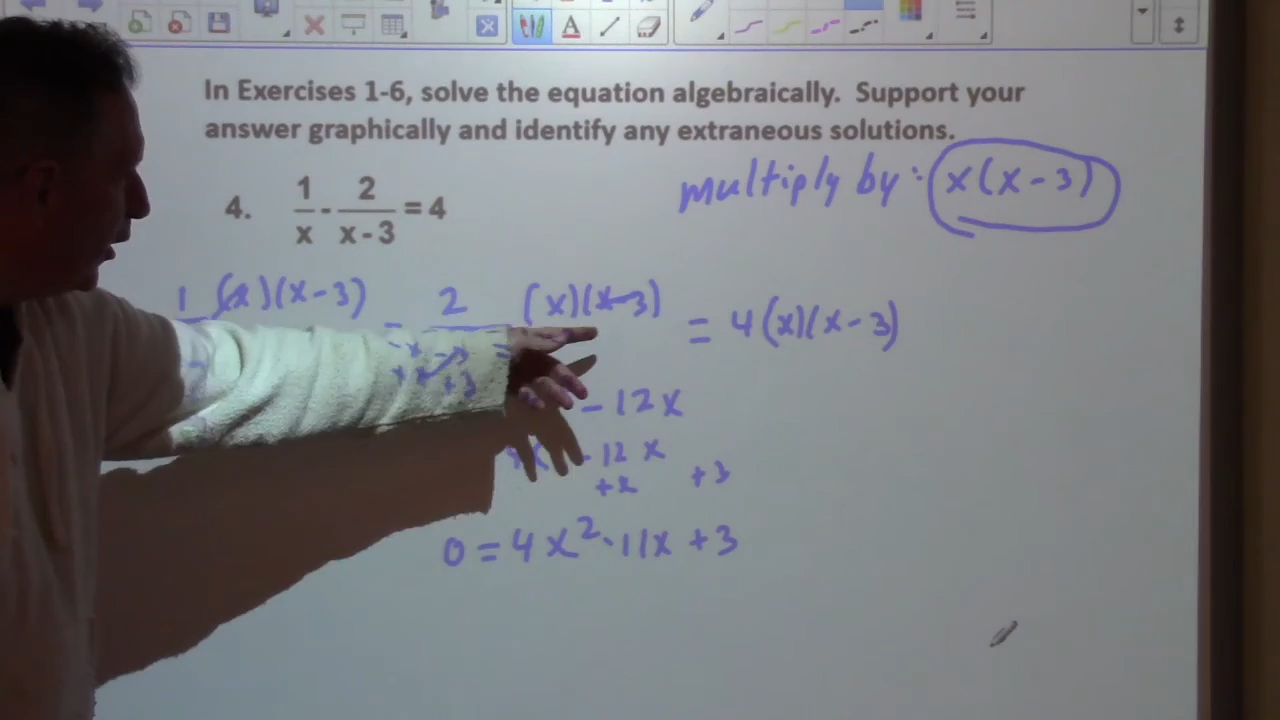 In Exercises 1-6, solve the equation algebraically. Support your
answer graphically and identify any extraneous solutions.
multiply by: x(x-3)
4. 1/x - 2/(x-3) = 4
1 (x)(x-3) - 2 (x)(x-3) = 4(x)(x-3)
-x -3
+x +3
-12x
-12x
+x +3
0 = 4x²-11x+3